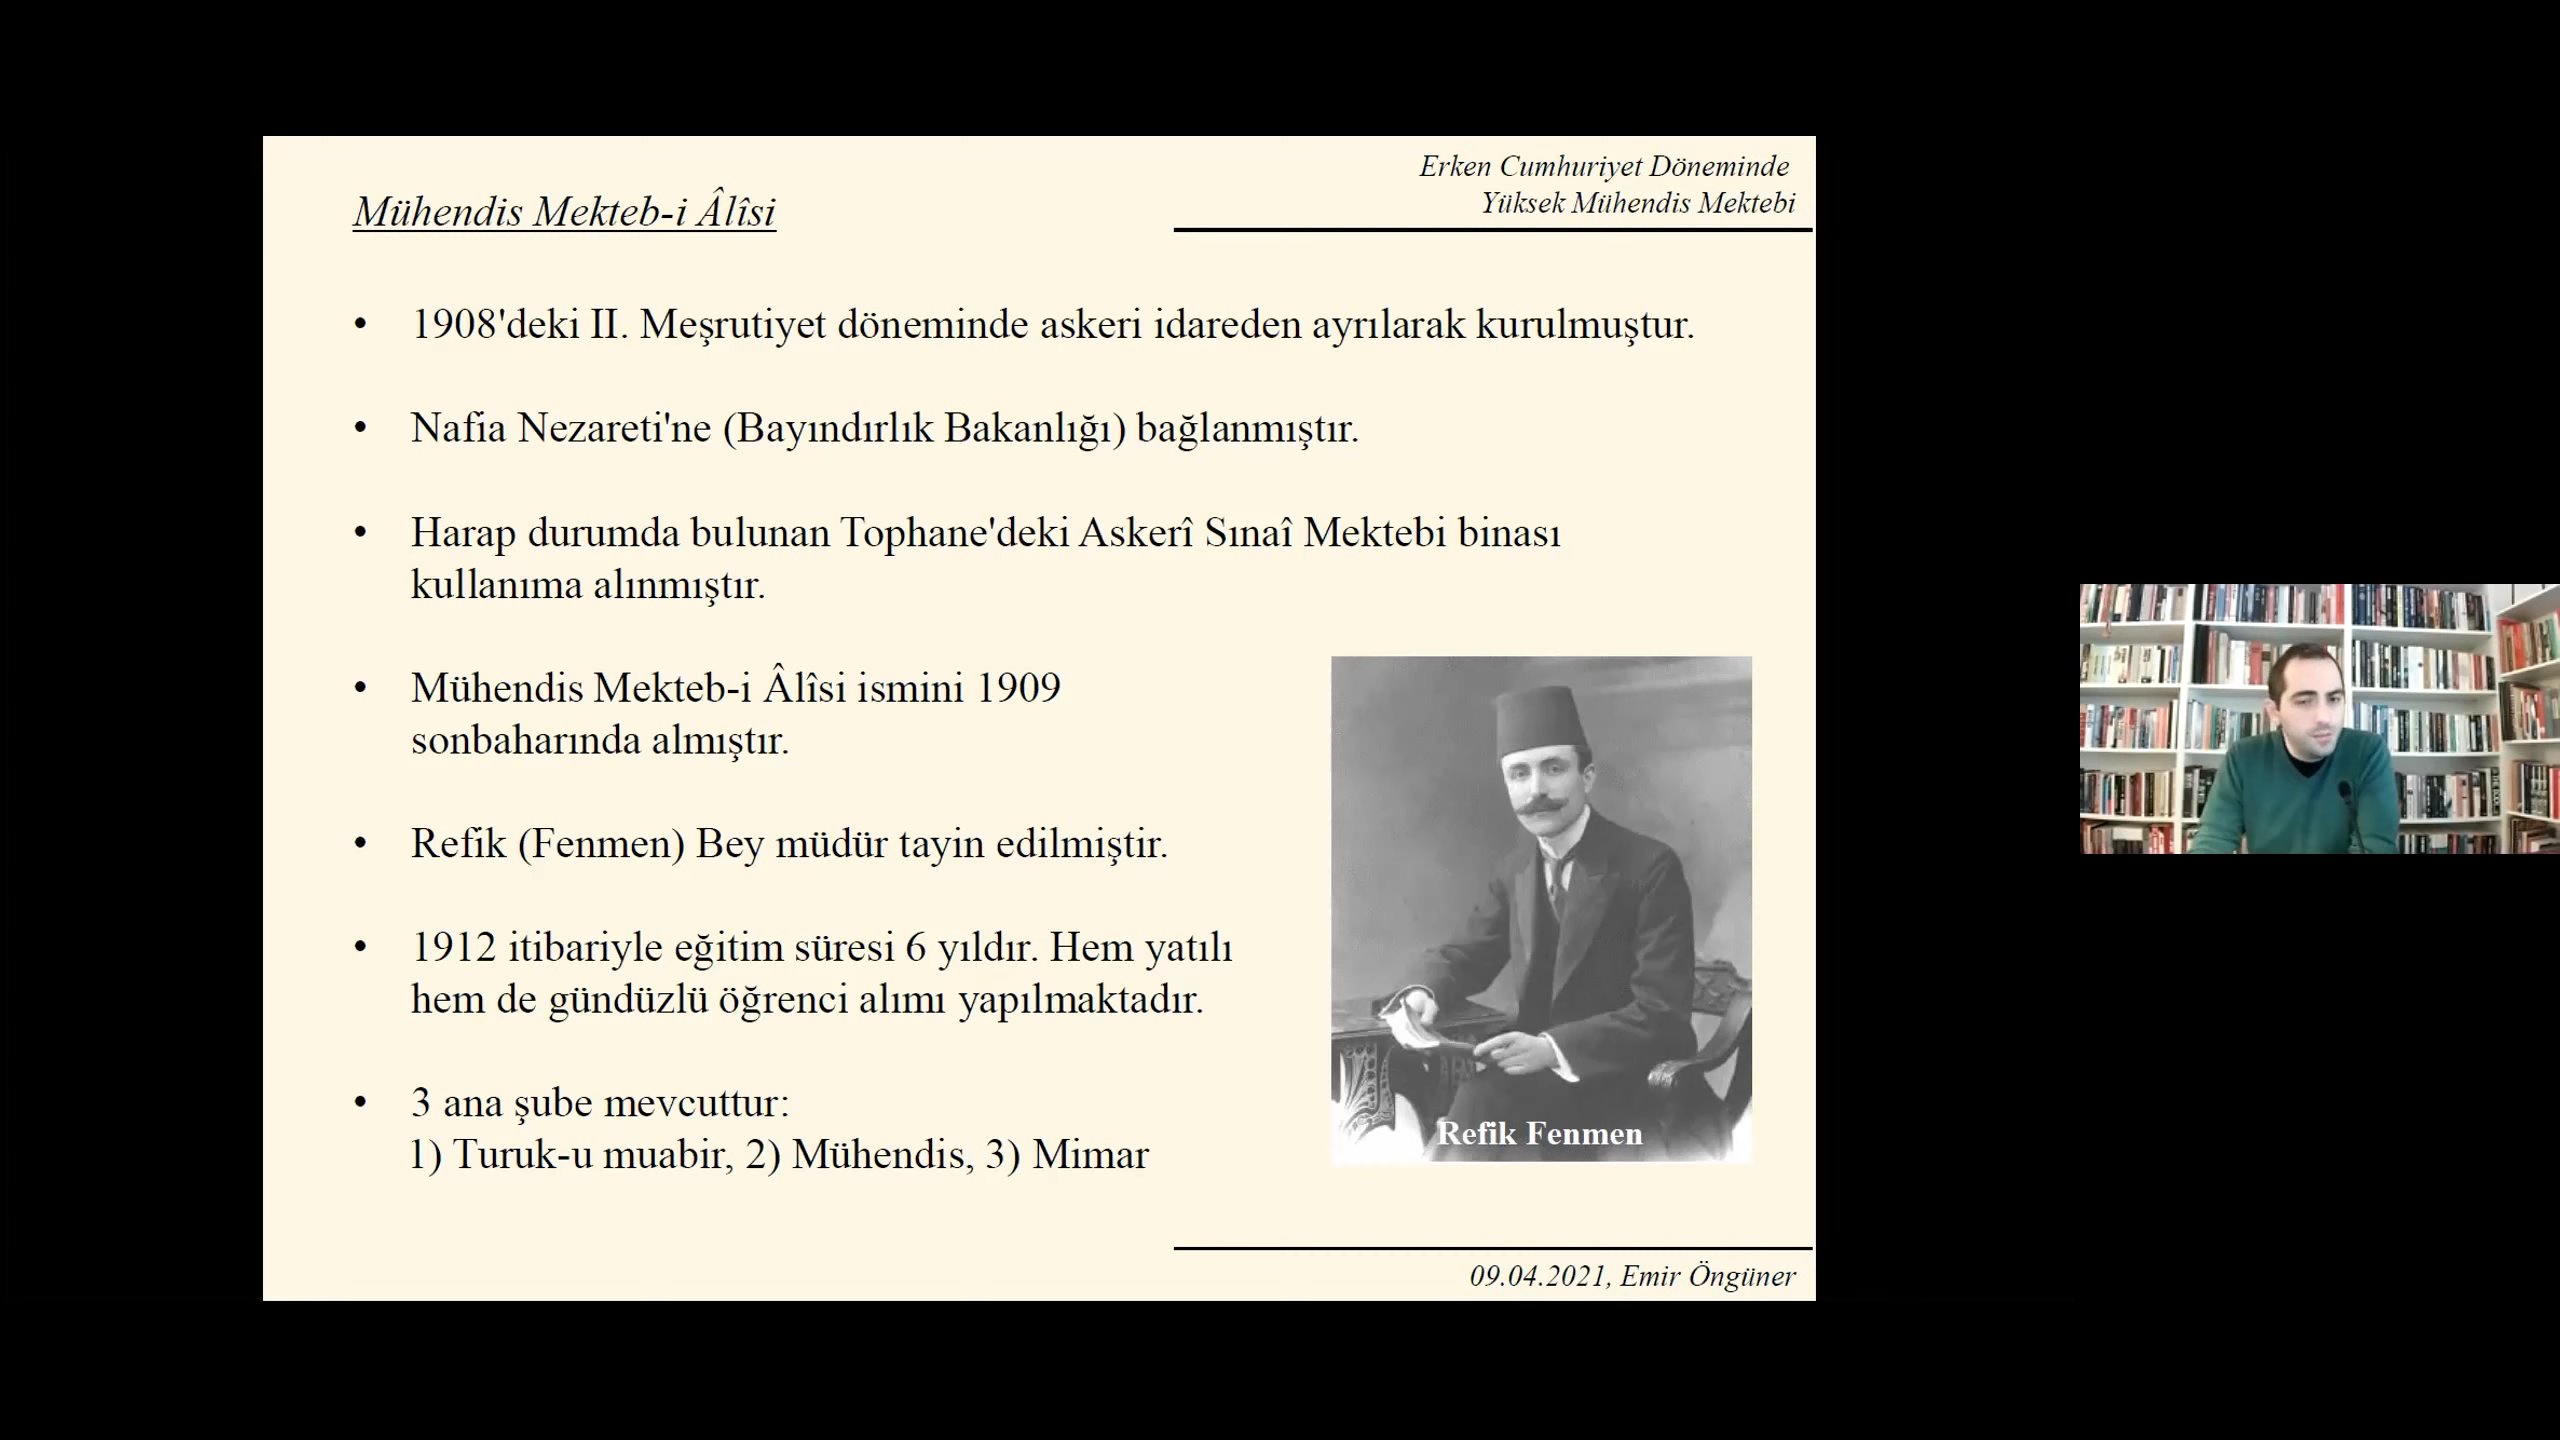 Erken Cumhuriyet Döneminde
Yüksek Mühendis Mektebi
Mühendis Mekteb-i Âlîsi
• 1908'deki II. Meşrutiyet döneminde askeri idareden ayrılarak kurulmuştur.
• Nafia Nezareti'ne (Bayındırlık Bakanlığı) bağlanmıştır.
• Harap durumda bulunan Tophane'deki Askerî Sınaî Mektebi binası
kullanıma alınmıştır.
• Mühendis Mekteb-i Âlîsi ismini 1909
sonbaharında almıştır.
• Refik (Fenmen) Bey müdür tayin edilmiştir.
• 1912 itibariyle eğitim süresi 6 yıldır. Hem yatılı
hem de gündüzlü öğrenci alımı yapılmaktadır.
• 3 ana şube mevcuttur:
1) Turuk-u muabir, 2) Mühendis, 3) Mimar
Refik Fenmen
09.04.2021, Emir Öngüner